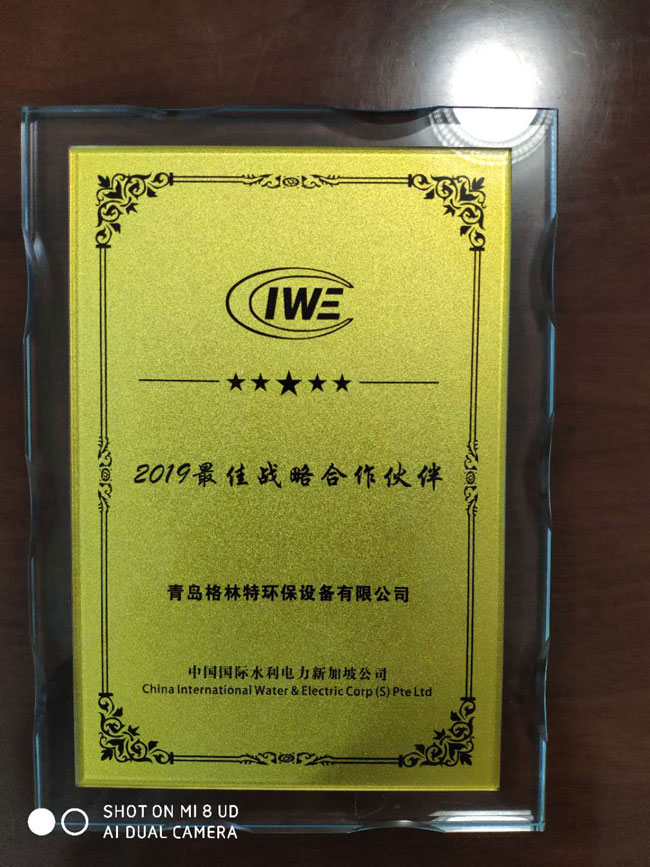 CIWE
2019最佳战略合作伙伴
青岛格林特环保设备有限公司
中国国际水利电力新加坡公司
China International Water & Electric Corp (S) Pte Ltd
SHOT ON MI 8 UD
AI DUAL CAMERA